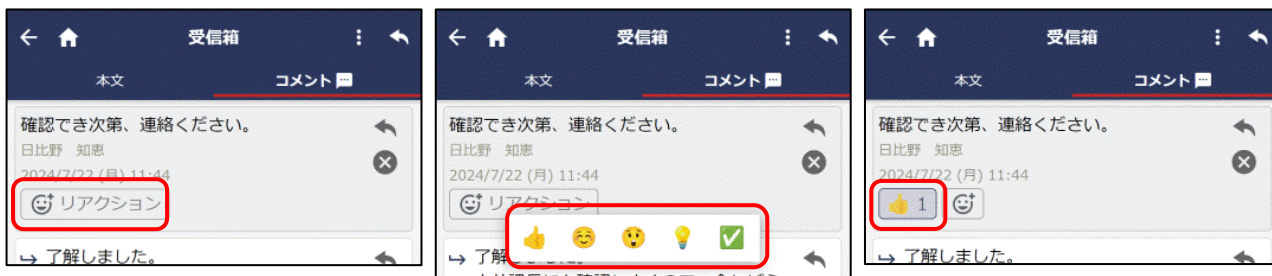 受信箱
本文 コメント
確認でき次第、連絡ください。
日比野 知恵
2024/7/22 (月) 11:44
リアクション
了解しました。
受信箱
本文 コメント
確認でき次第、連絡ください。
日比野 知恵
2024/7/22 (月) 11:44
リアクション
了解しました。
受信箱
本文 コメント
確認でき次第、連絡ください。
日比野 知恵
2024/7/22 (月) 11:44
1
了解しました。